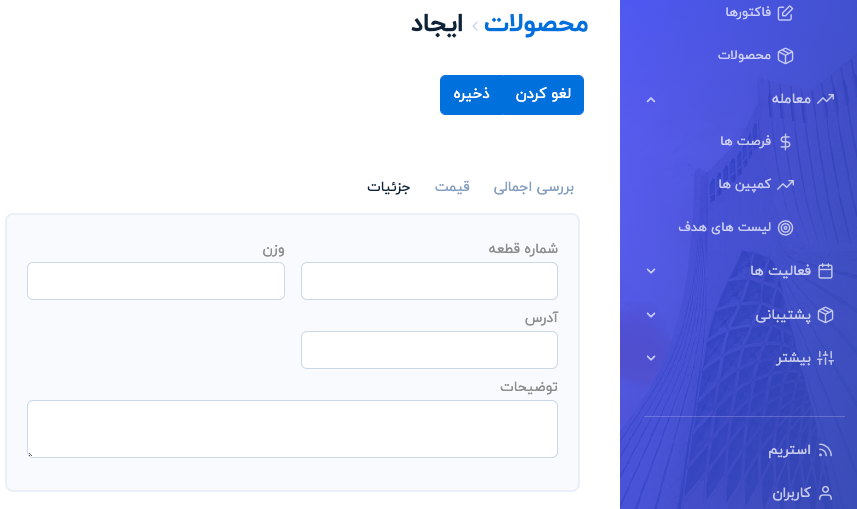 محصولات › ایجاد
لغو کردن
ذخیره
بررسی اجمالی
قیمت
جزئیات
شماره قطعه
وزن
آدرس
توضیحات
فاکتورها
محصولات
معامله
فرصت ها
کمپین ها
لیست های هدف
فعالیت ها
پشتیبانی
بیشتر
استریم
کاربران